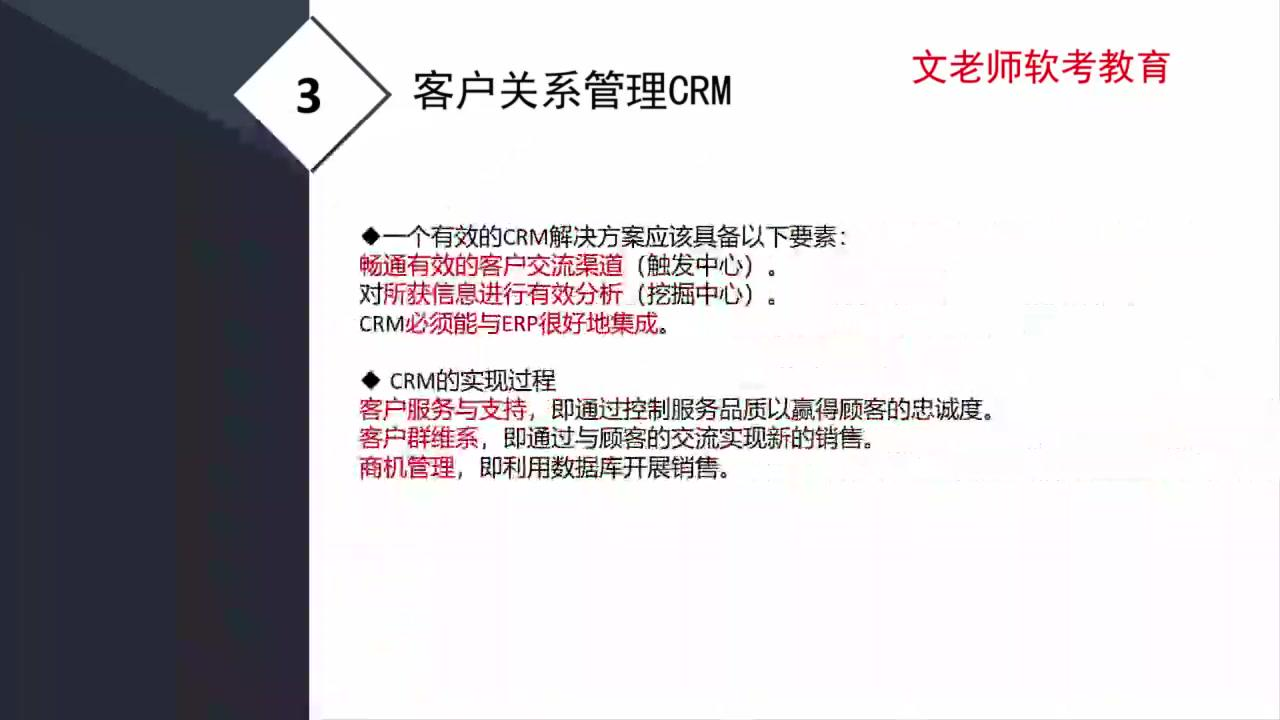 3
客户关系管理CRM
文老师软考教育
◆一个有效的CRM解决方案应该具备以下要素：
畅通有效的客户交流渠道（触发中心）。
对所获信息进行有效分析（挖掘中心）。
CRM必须能与ERP很好地集成。
◆ CRM的实现过程
客户服务与支持，即通过控制服务品质以赢得顾客的忠诚度。
客户群维系，即通过与顾客的交流实现新的销售。
商机管理，即利用数据库开展销售。